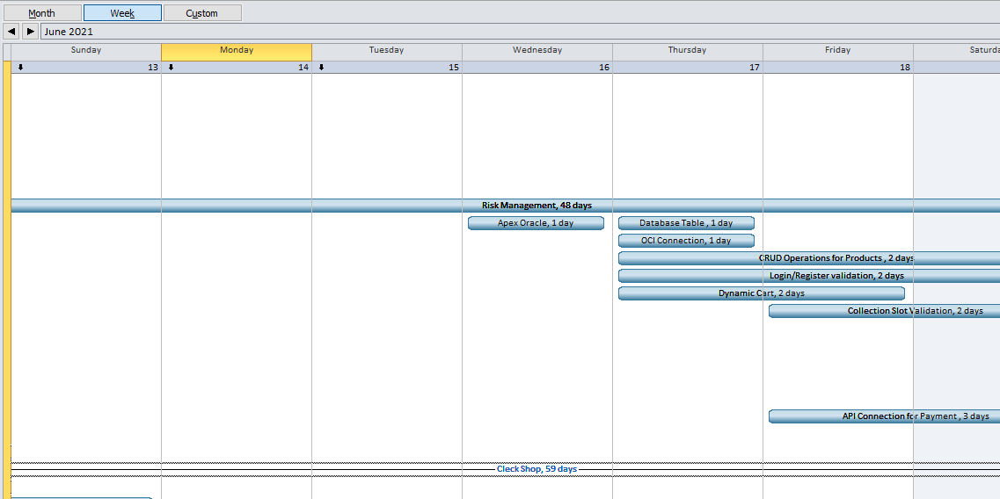 Month Week Custom
June 2021
Sunday Monday Tuesday Wednesday Thursday Friday Saturda
13 14 15 16 17 18
Risk Management, 48 days
Apex Oracle, 1 day Database Table , 1 day
OCI Connection, 1 day
CRUD Operations for Products , 2 days
Login/Register validation, 2 days
Dynamic Cart, 2 days
Collection Slot Validation, 2 days
API Connection for Payment , 3 days
Cleck Shop, 59 days